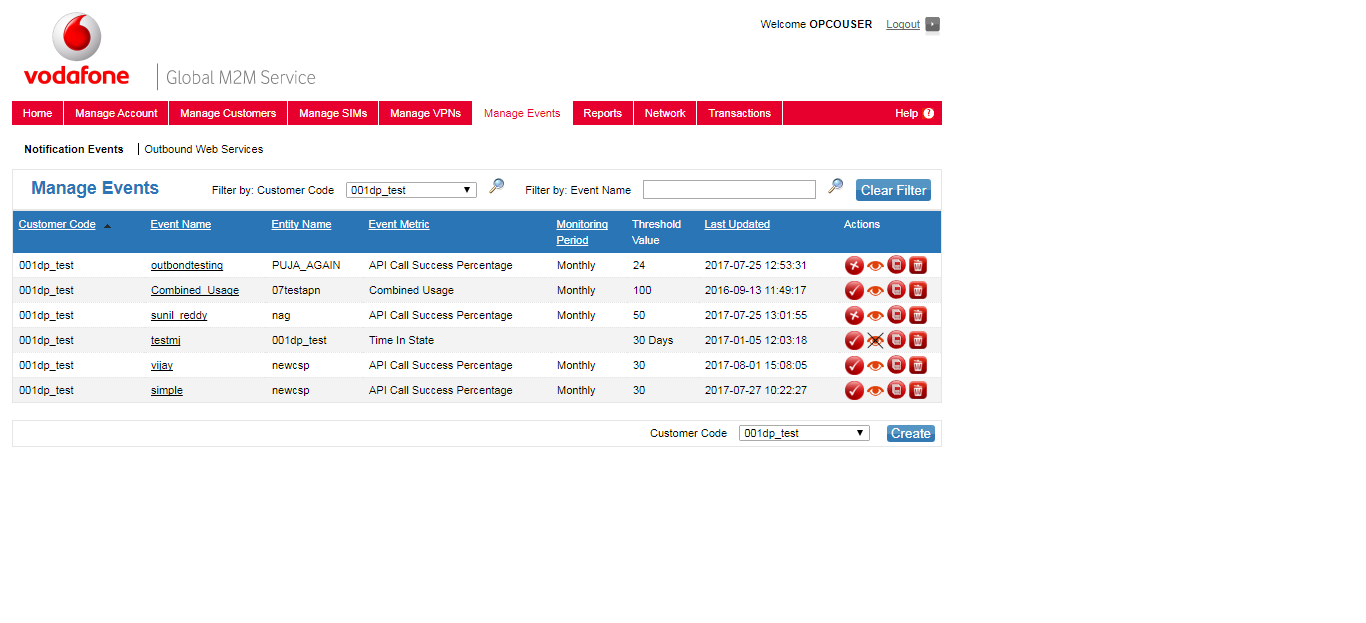 Welcome OPCOUSER Logout
vodafone
Global M2M Service
Home Manage Account Manage Customers Manage SIMs Manage VPNs Manage Events Reports Network Transactions Help ?
Notification Events Outbound Web Services
Manage Events Filter by: Customer Code 001dp_test Filter by: Event Name Clear Filter
Customer Code Event Name Entity Name Event Metric Monitoring Period Threshold Value Last Updated Actions
001dp_test outbondtesting PUJA_AGAIN API Call Success Percentage Monthly 24 2017-07-25 12:53:31
001dp_test Combined_Usage 07testapn Combined Usage Monthly 100 2016-09-13 11:49:17
001dp_test sunil_reddy nag API Call Success Percentage Monthly 50 2017-07-25 13:01:55
001dp_test testmj 001dp_test Time In State 30 Days 2017-01-05 12:03:18
001dp_test vijay newcsp API Call Success Percentage Monthly 30 2017-08-01 15:08:05
001dp_test simple newcsp API Call Success Percentage Monthly 30 2017-07-27 10:22:27
Customer Code 001dp_test Create